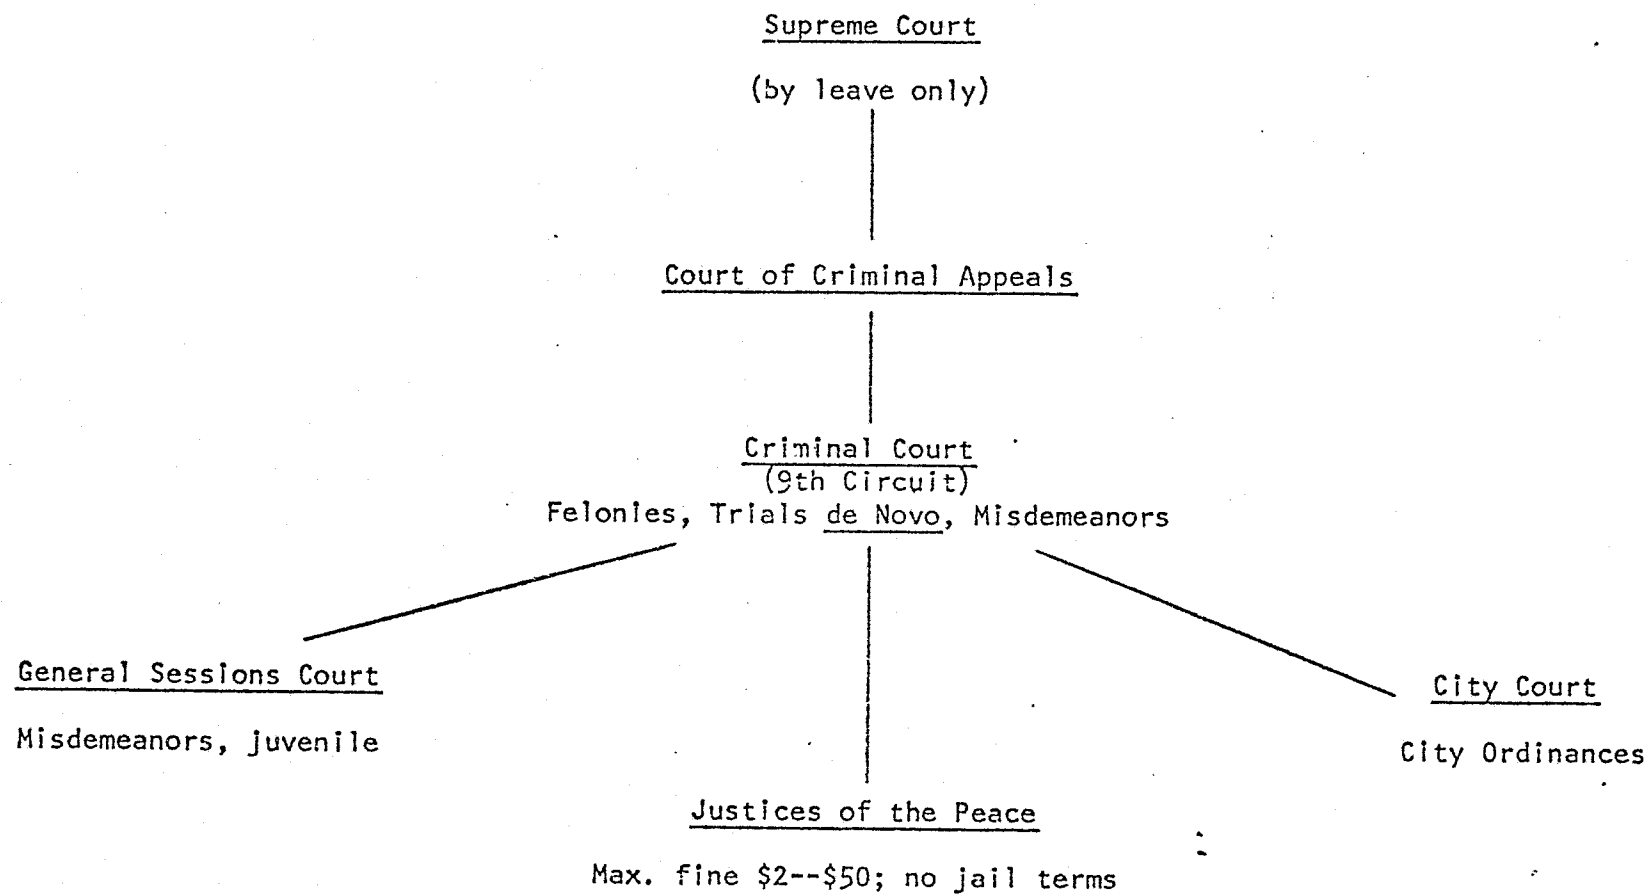 Supreme Court
(by leave only)
Court of Criminal Appeals
Criminal Court
(9th Circuit)
Felonies, Trials de Novo, Misdemeanors
General Sessions Court
Misdemeanors, juvenile
City Court
City Ordinances
Justices of the Peace
Max. fine $2--$50; no jail terms